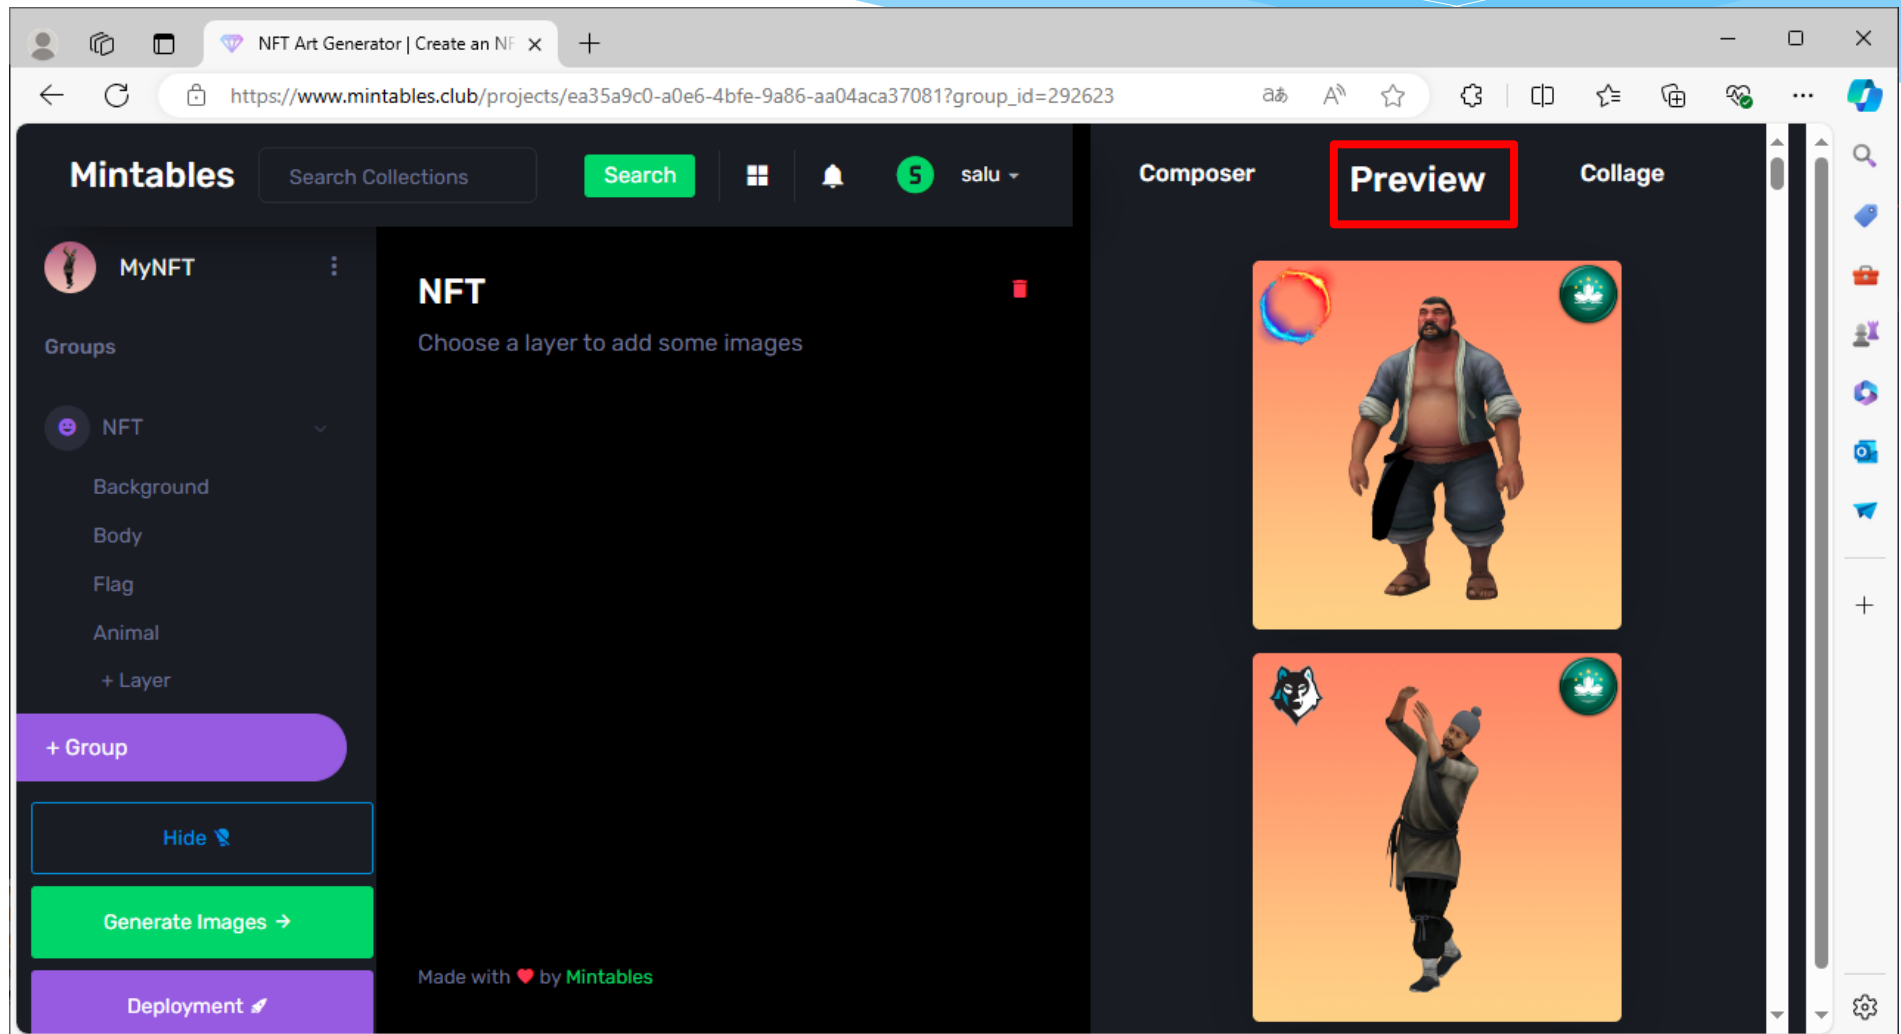 NFT Art Generator | Create an NF
https://www.mintables.club/projects/ea35a9c0-a0e6-4bfe-9a86-aa04aca37081?group_id=292623
Mintables
Search Collections
Search
S
salu
Composer
Preview
Collage
MyNFT
Groups
NFT
Background
Body
Flag
Animal
+ Layer
+ Group
Hide
Generate Images →
Deployment
NFT
Choose a layer to add some images
Made with ❤ by Mintables